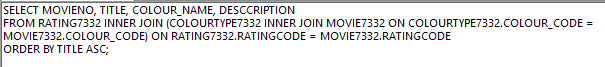 SELECT MOVIENO, TITLE, COLOUR_NAME, DESCCRIPTION
FROM RATING7332 INNER JOIN (COLOURTYPE7332 INNER JOIN MOVIE7332 ON COLOURTYPE7332.COLOUR_CODE =
MOVIE7332.COLOUR_CODE) ON RATING7332.RATINGCODE = MOVIE7332.RATINGCODE
ORDER BY TITLE ASC;